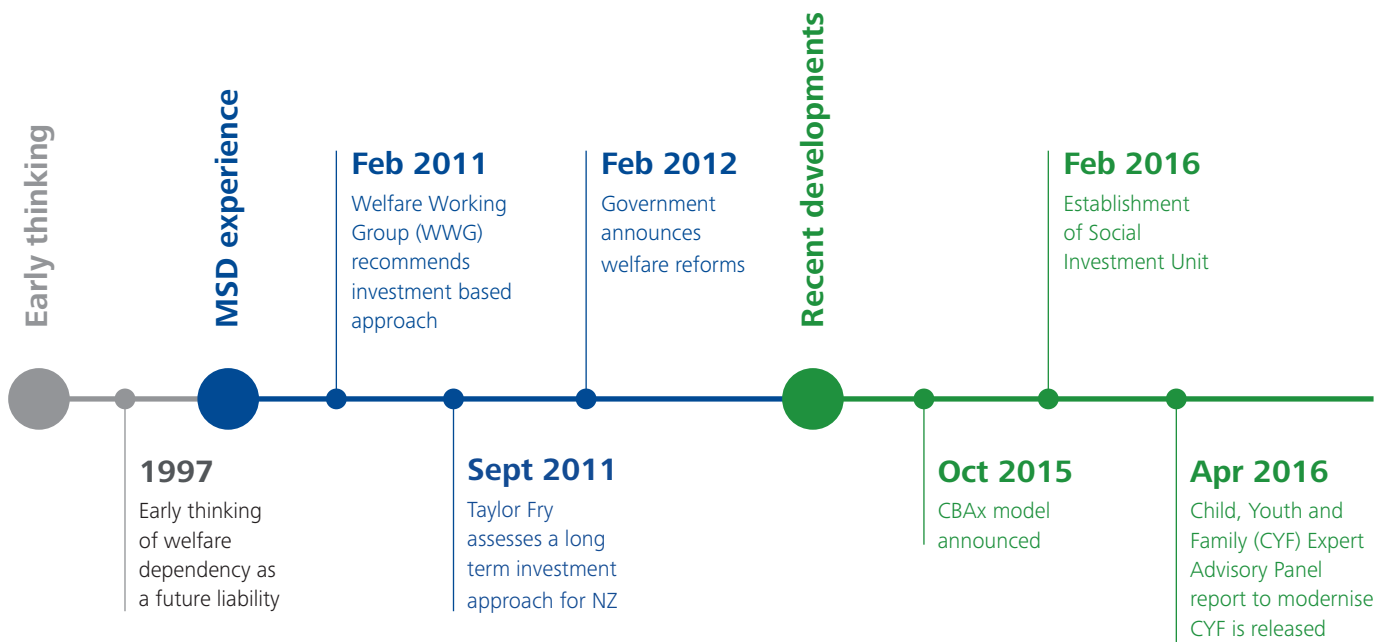 Early thinking
1997
Early thinking
of welfare
dependency as
a future liability
MSD experience
Feb 2011
Welfare Working
Group (WWG)
recommends
investment based
approach
Sept 2011
Taylor Fry
assesses a long
term investment
approach for NZ
Feb 2012
Government
announces
welfare reforms
Recent developments
Oct 2015
CBAx model
announced
Feb 2016
Establishment
of Social
Investment Unit
Apr 2016
Child, Youth and
Family (CYF) Expert
Advisory Panel
report to modernise
CYF is released